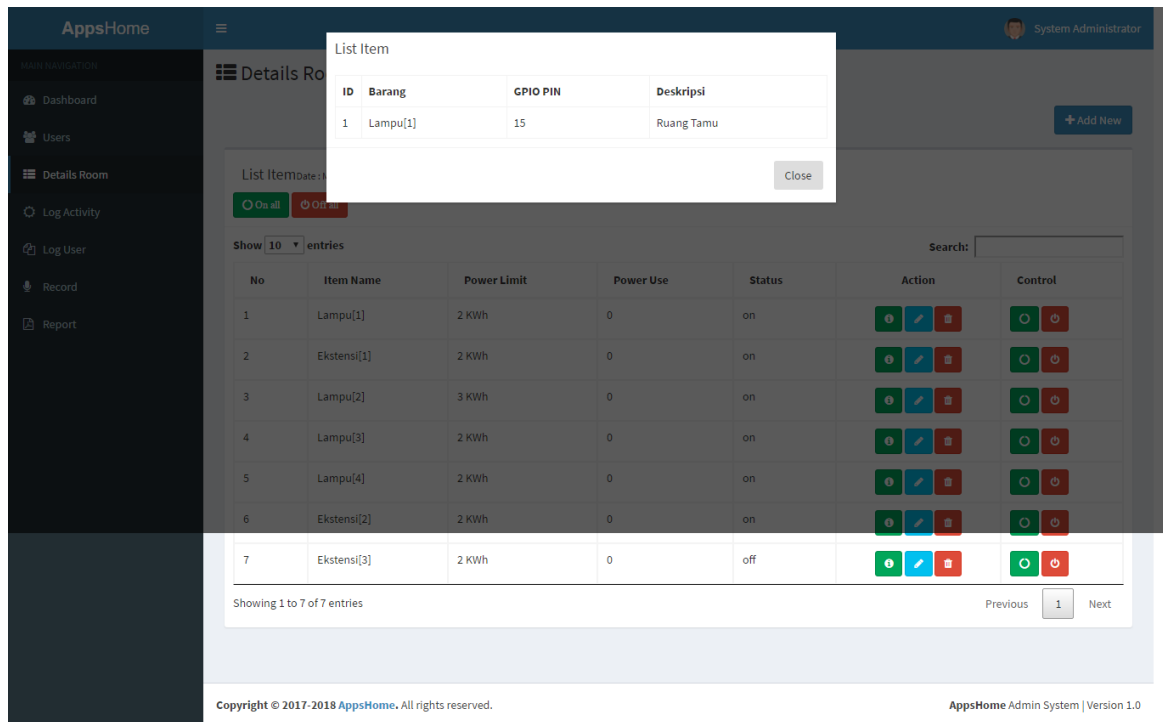 AppsHome
System Administrator
MAIN NAVIGATION
Dashboard
Users
Details Room
Log Activity
Log User
Record
Report
List Item
ID Barang GPIO PIN Deskripsi
1 Lampu[1] 15 Ruang Tamu
Close
Details Ro
Add New
List Item Date :
On all Off all
Show 10 entries
Search:
No Item Name Power Limit Power Use Status Action Control
1 Lampu[1] 2 KWh 0 on
2 Ekstensi[1] 2 KWh 0 on
3 Lampu[2] 3 KWh 0 on
4 Lampu[3] 2 KWh 0 on
5 Lampu[4] 2 KWh 0 on
6 Ekstensi[2] 2 KWh 0 on
7 Ekstensi[3] 2 KWh 0 off
Showing 1 to 7 of 7 entries
Previous 1 Next
Copyright © 2017-2018 AppsHome. All rights reserved.
AppsHome Admin System | Version 1.0